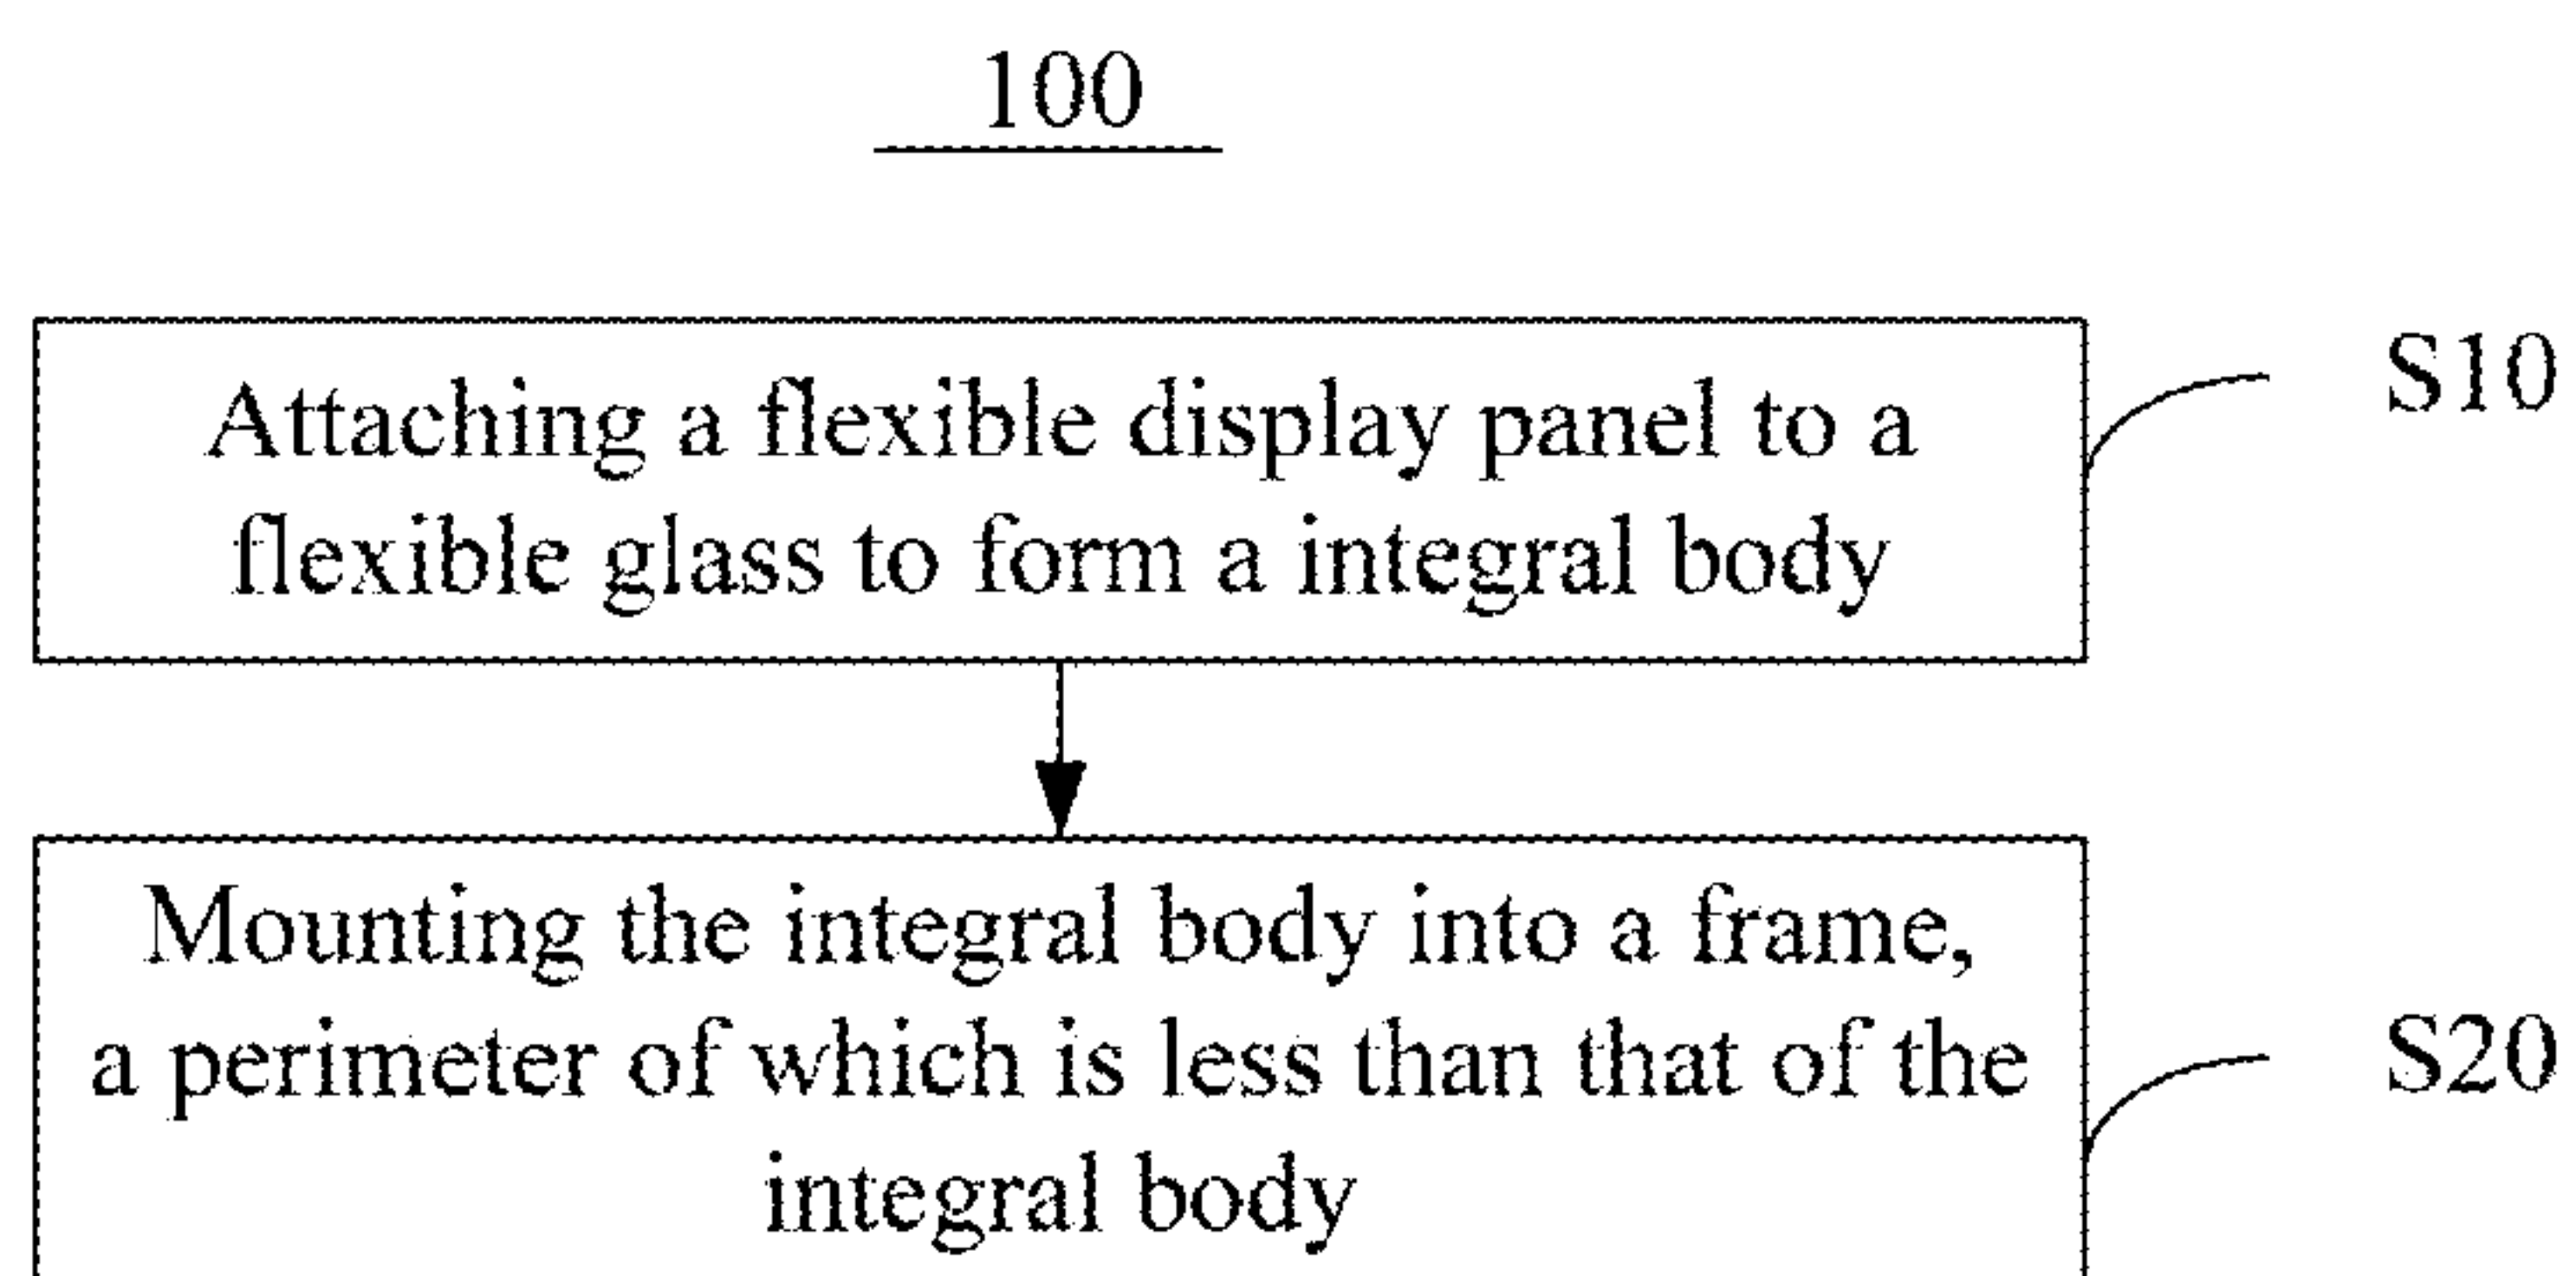 100
Attaching a flexible display panel to a
flexible glass to form a integral body
S10
Mounting the integral body into a frame,
a perimeter of which is less than that of the
integral body
S20